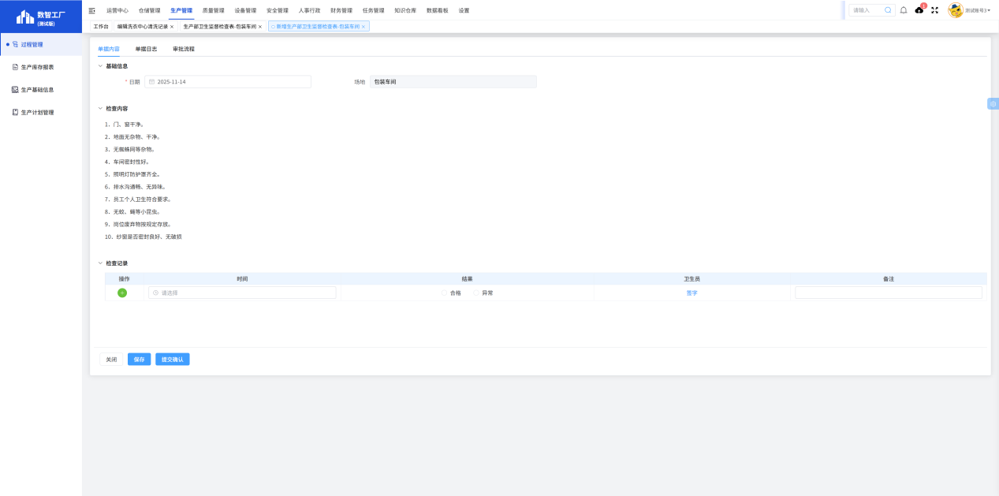 数智工厂
(测试版)
运营中心 仓储管理 生产管理 质量管理 设备管理 安全管理 人事行政 财务管理 任务管理 知识仓库 数据看板 设置
请输入
1
测试账号3
工作台 编辑洗衣中心清洗记录 × 生产部卫生监督检查表-包装车间 × 新增生产部卫生监督检查表-包装车间 ×
过程管理
生产库存报表
生产基础信息
生产计划管理
单据内容 单据日志 审批流程
基础信息
* 日期 2025-11-14 场地 包装车间
检查内容
1、门、窗干净。
2、地面无杂物、干净。
3、无蜘蛛网等杂物。
4、车间密封性好。
5、照明灯防护罩齐全。
6、排水沟通畅、无异味。
7、员工个人卫生符合要求。
8、无蚊、蝇等小昆虫。
9、岗位废弃物按规定存放。
10、纱窗是否密封良好、无破损
检查记录
操作 时间 结果 卫生员 备注
请选择 合格 异常 签字
关闭 保存 提交确认